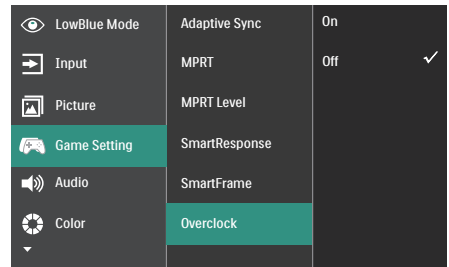 LowBlue Mode
Input
Picture
Game Setting
Audio
Color
Adaptive Sync
MPRT
MPRT Level
SmartResponse
SmartFrame
Overclock
On
Off